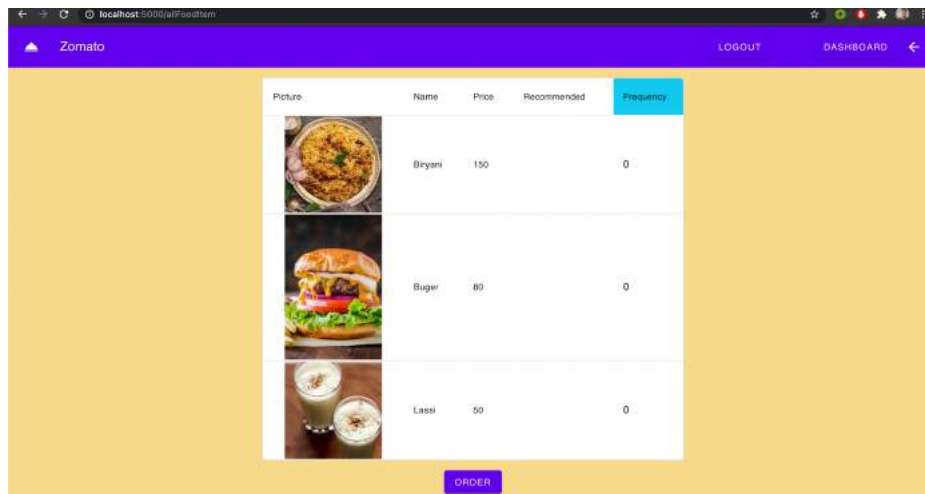 localhost:5000/allFoodItem
Zomato LOGOUT DASHBOARD
Picture Name Price Recommended Frequency
Biryani 150 0
Buger 80 0
Lassi 50 0
ORDER